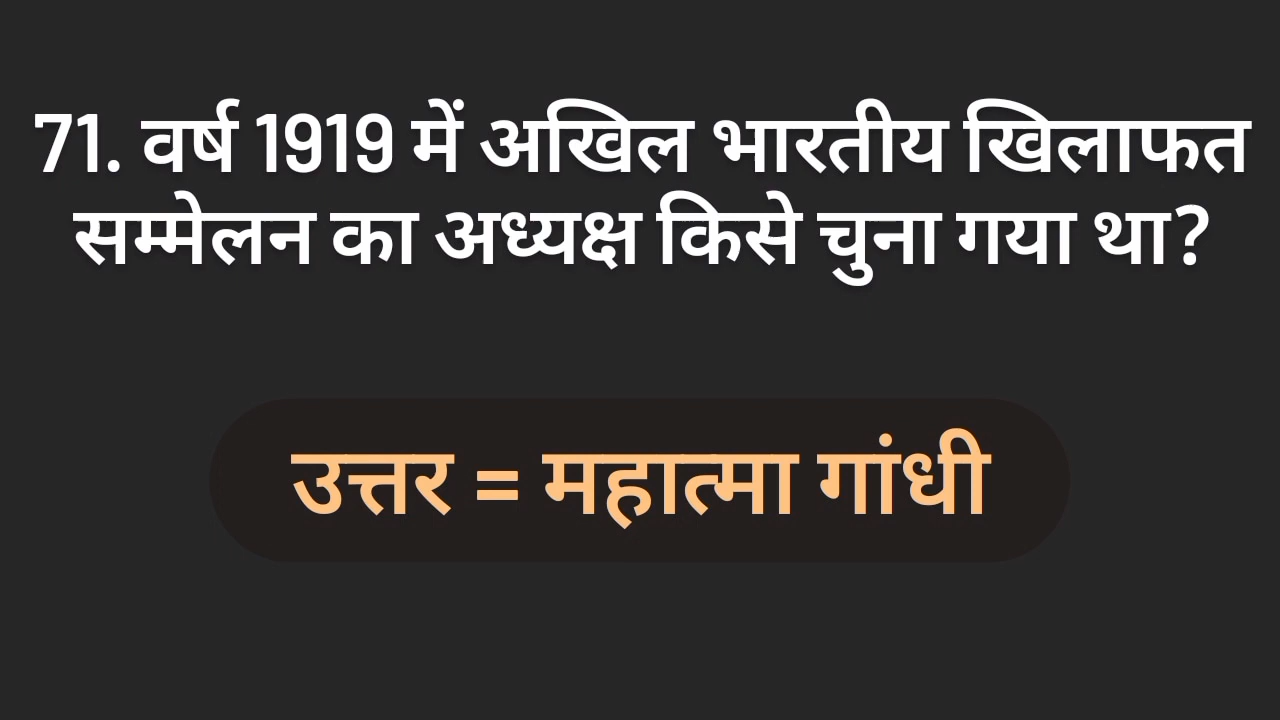 71. वर्ष 1919 में अखिल भारतीय खिलाफत
सम्मेलन का अध्यक्ष किसे चुना गया था?
उत्तर = महात्मा गांधी